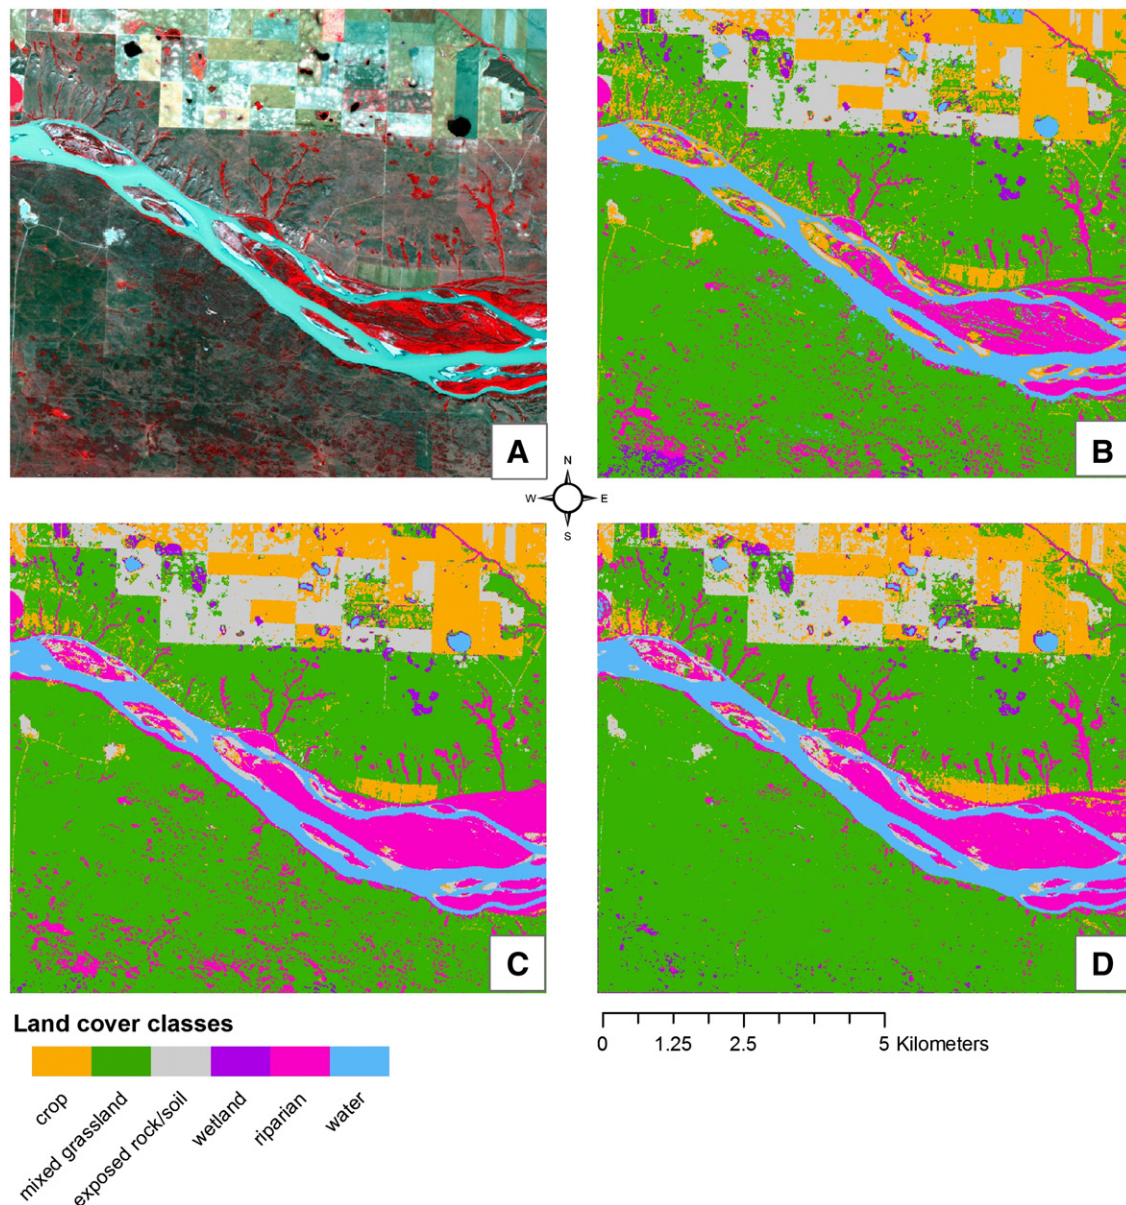 A
B
N
W E
S
C
D
Land cover classes
crop
mixed grassland
exposed rock/soil
wetland
riparian
water
0 1.25 2.5 5 Kilometers